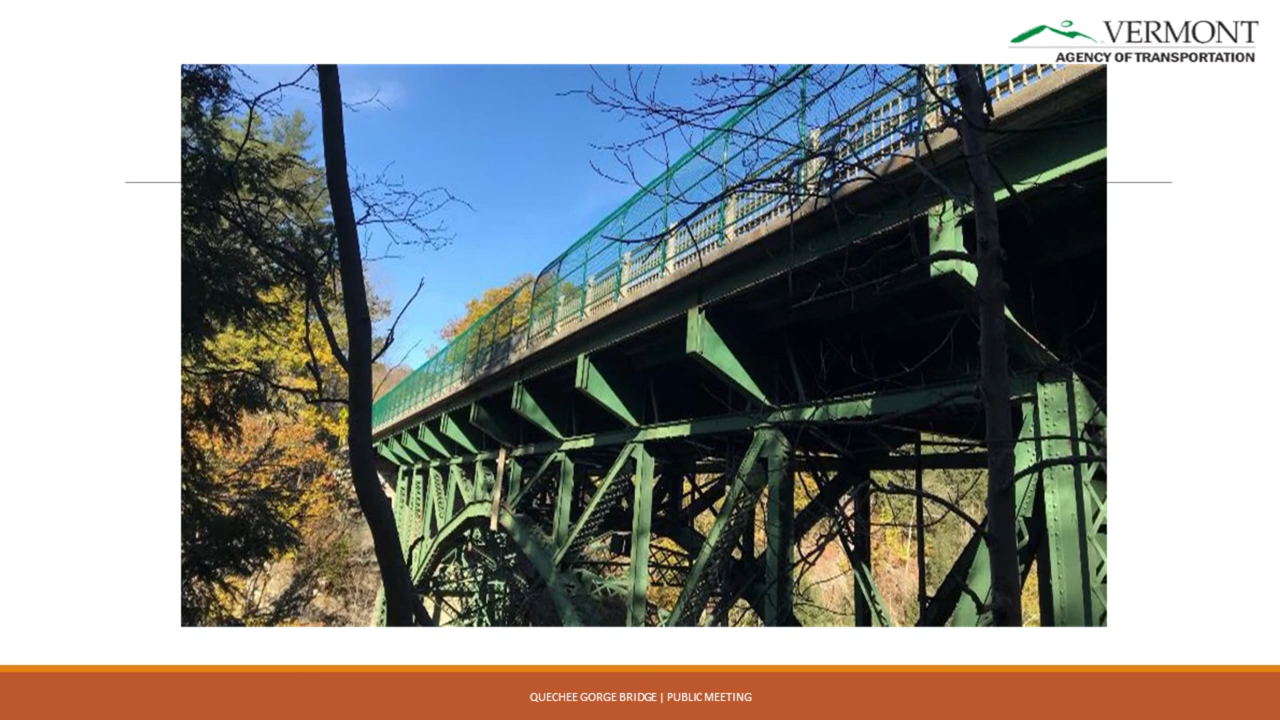 VERMONT
AGENCY OF TRANSPORTATION
QUECHEE GORGE BRIDGE | PUBLIC MEETING